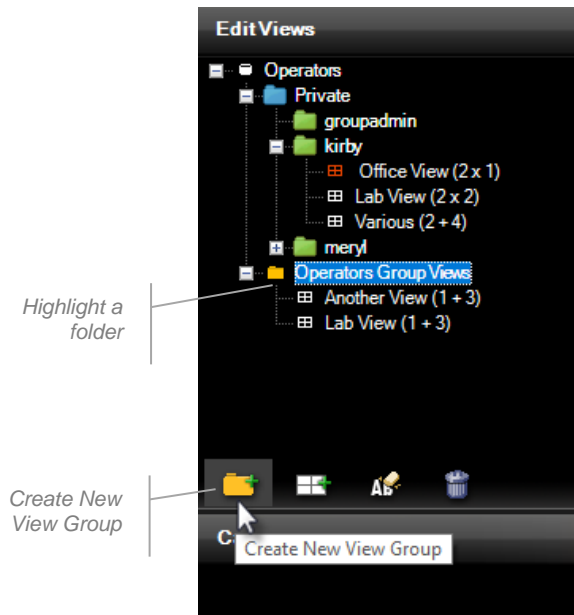 Edit Views
Operators
Private
groupadmin
kirby
Office View (2 x 1)
Lab View (2 x 2)
Various (2 + 4)
meryl
Operators Group Views
Another View (1 + 3)
Lab View (1 + 3)
Highlight a
folder
Create New
View Group
AB
C
Create New View Group